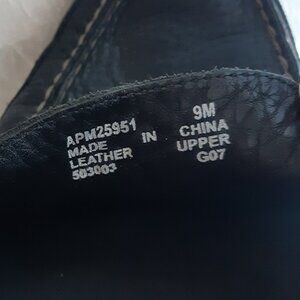 APM25951 9M
MADE IN CHINA
LEATHER UPPER
503003 G07